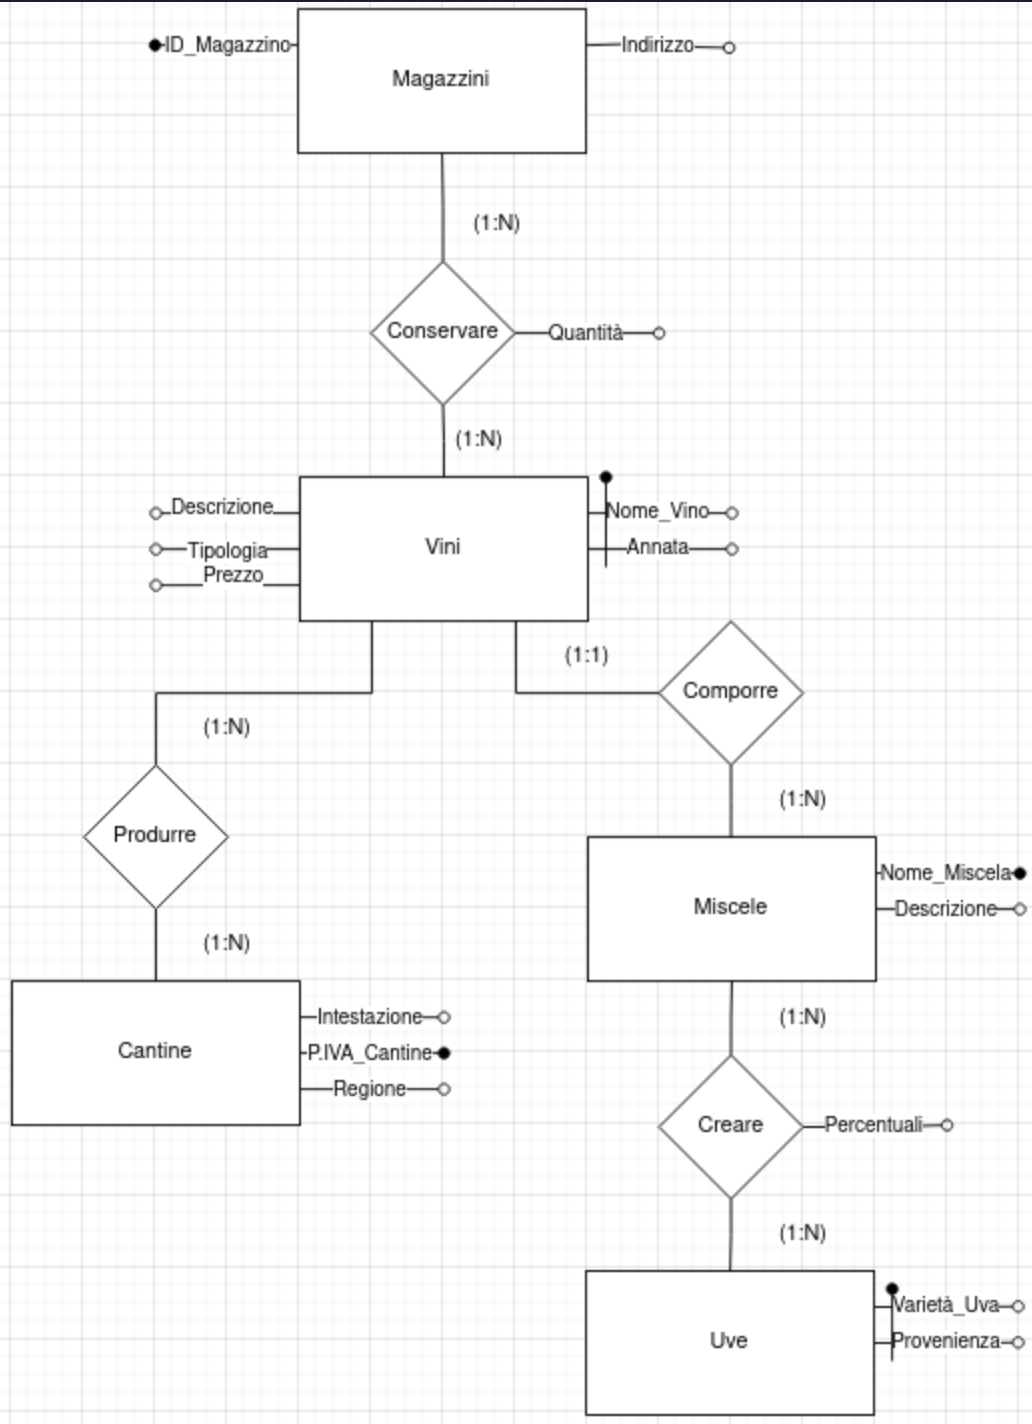 ID_Magazzino
Indirizzo
Magazzini
(1:N)
Conservare
Quantità
(1:N)
Descrizione
Nome_Vino
Vini
Tipologia
Annata
Prezzo
(1:1)
Comporre
(1:N)
(1:N)
Produrre
Nome_Miscela
Miscele
Descrizione
(1:N)
Intestazione
(1:N)
Cantine
P.IVA_Cantine
Regione
Creare
Percentuali
(1:N)
Varietà_Uva
Uve
Provenienza